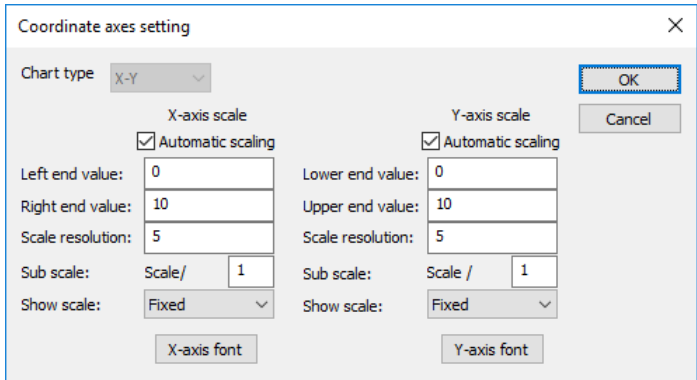 Coordinate axes setting
Chart type X-Y OK
X-axis scale Y-axis scale Cancel
Automatic scaling Automatic scaling
Left end value: 0 Lower end value: 0
Right end value: 10 Upper end value: 10
Scale resolution: 5 Scale resolution: 5
Sub scale: Scale/ 1 Sub scale: Scale / 1
Show scale: Fixed Show scale: Fixed
X-axis font Y-axis font